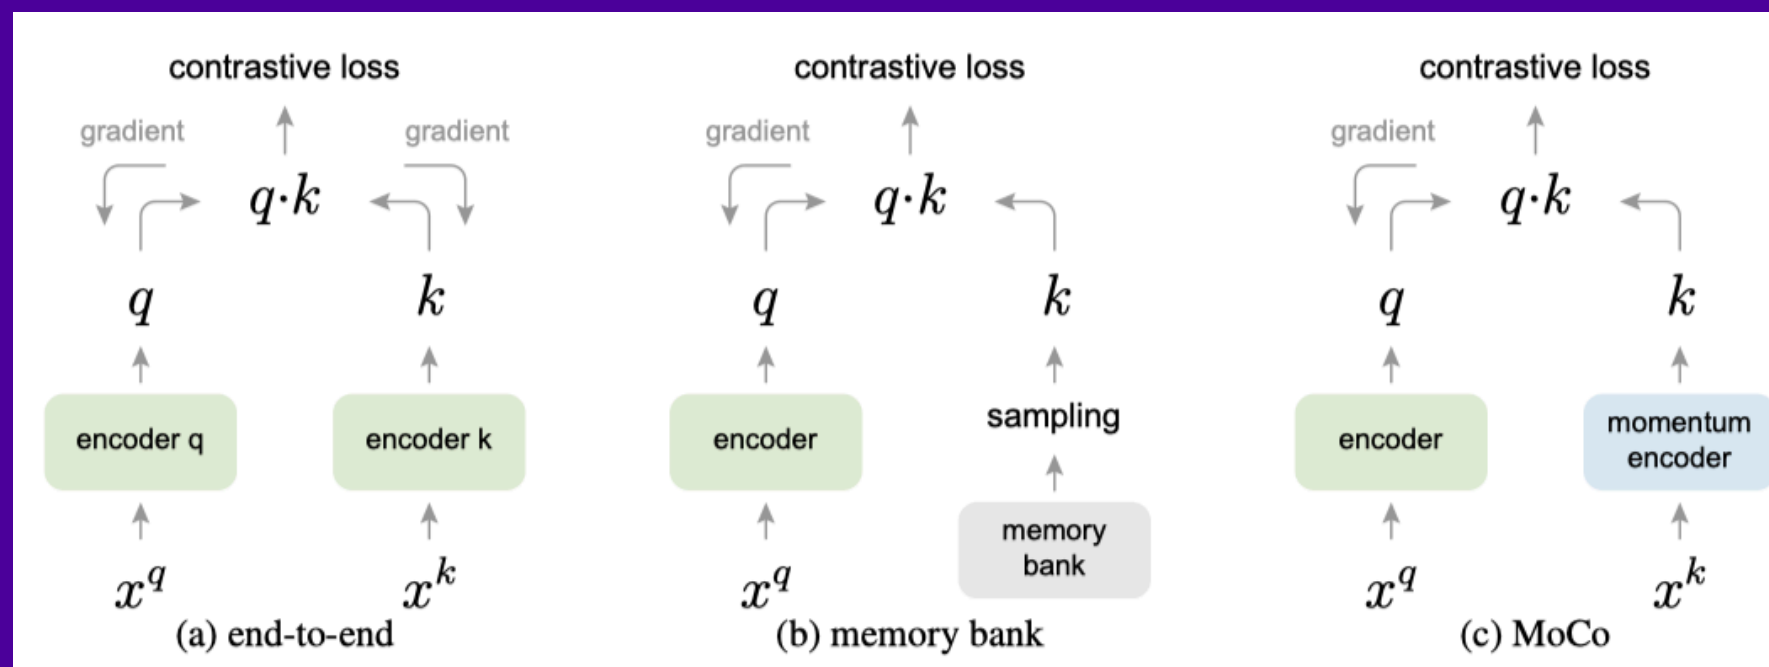 contrastive loss
gradient
gradient
q·k
q
k
encoder q
encoder k
x^q
x^k
(a) end-to-end
contrastive loss
gradient
q·k
q
k
sampling
encoder
memory
bank
x^q
(b) memory bank
contrastive loss
gradient
q·k
q
k
encoder
momentum
encoder
x^q
x^k
(c) MoCo